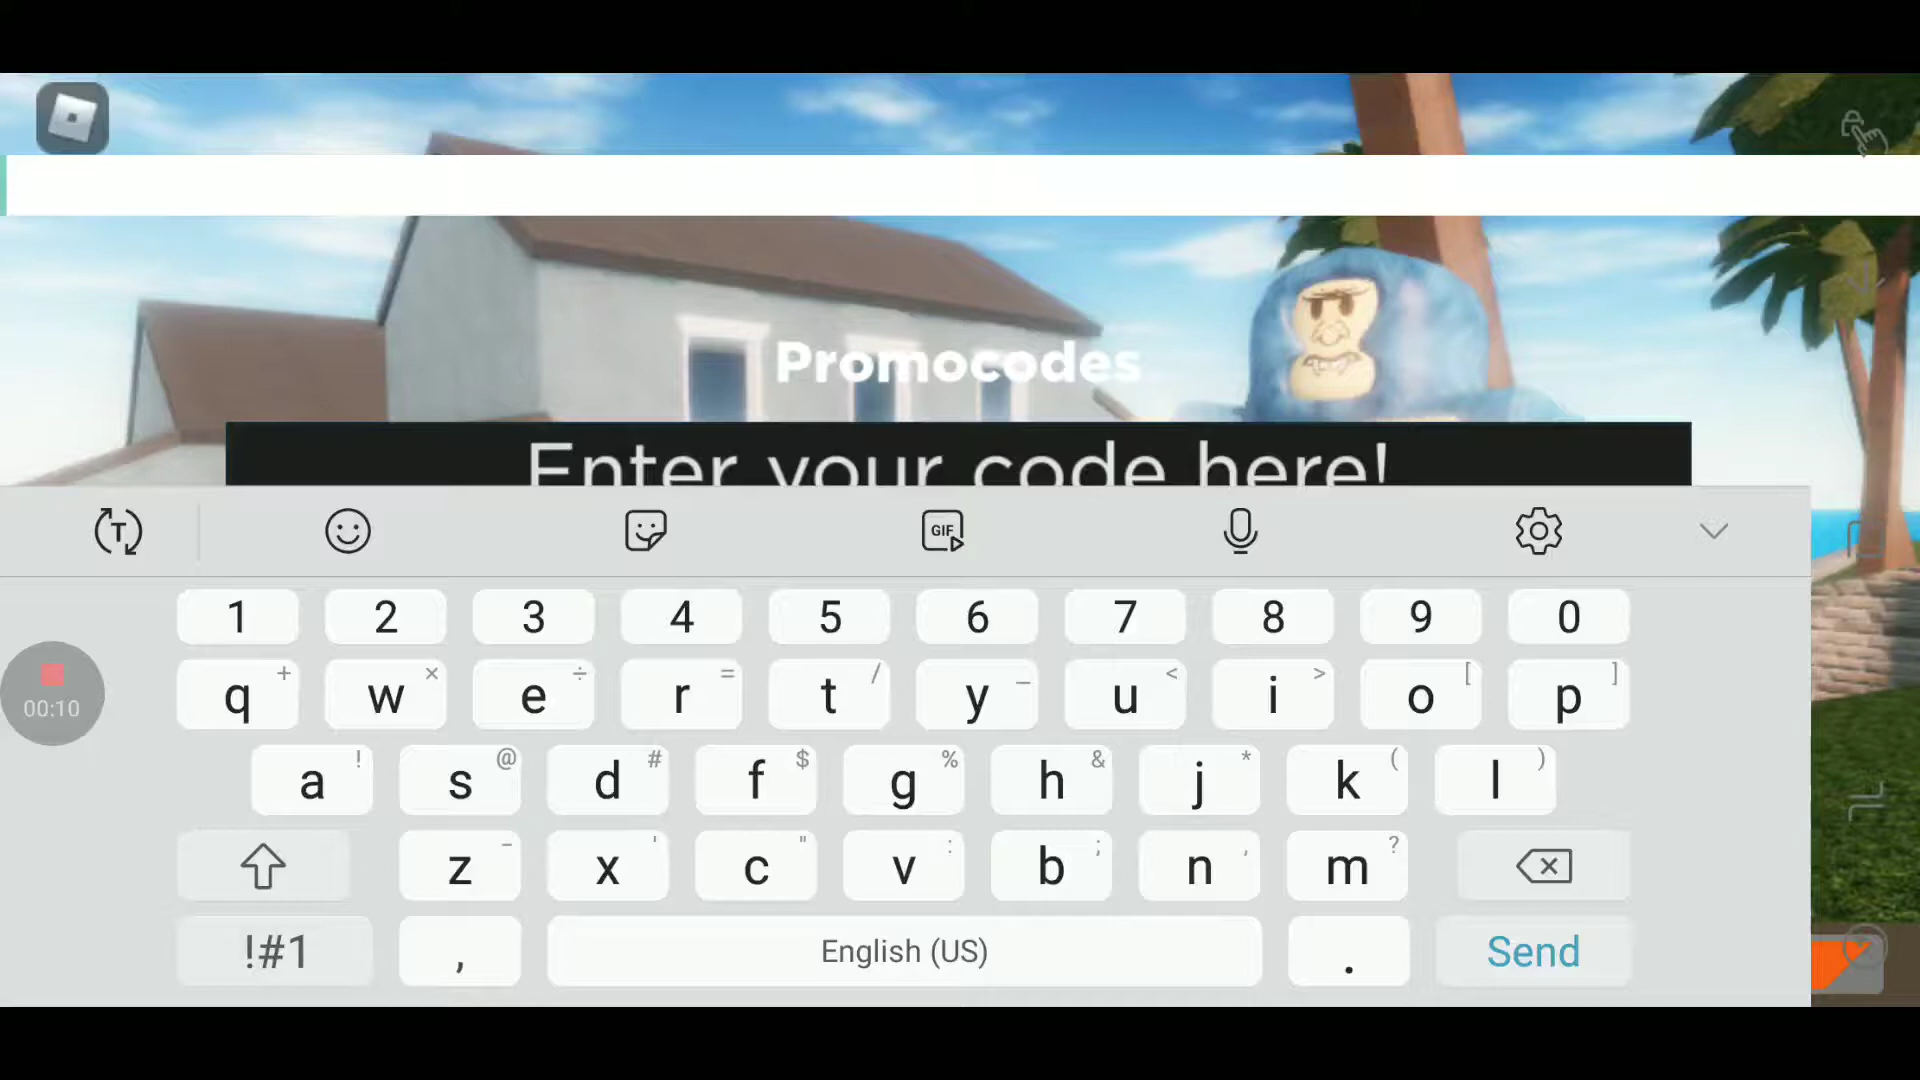 Promocodes
Enter your code here!
T
GIF
1 2 3 4 5 6 7 8 9 0
q + w × e ÷ r = t / y _ u < i > o [ p ]
00:10
a ! s @ d # f $ g % h & j * k ( l )
z - x ' c " v : b ; n , m ?
!#1 , English (US) . Send